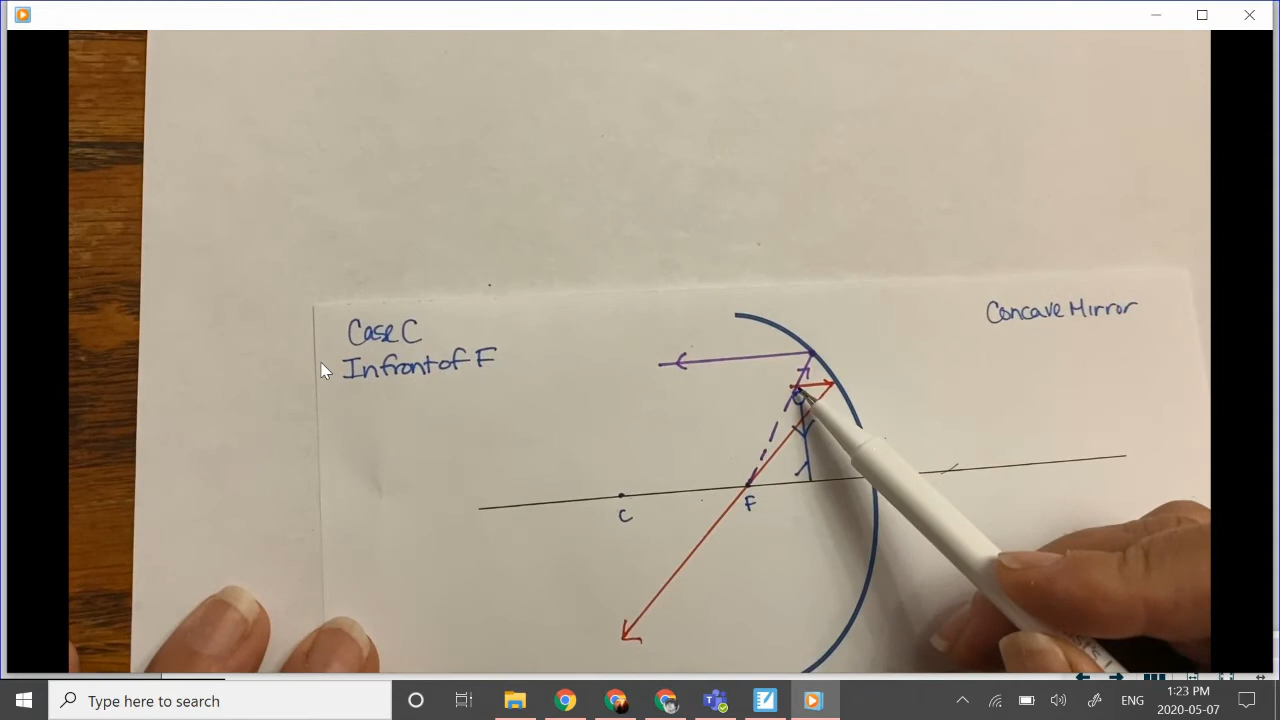 Case C
Infront of F
Concave Mirror
C
F
Type here to search
ENG
1:23 PM
2020-05-07